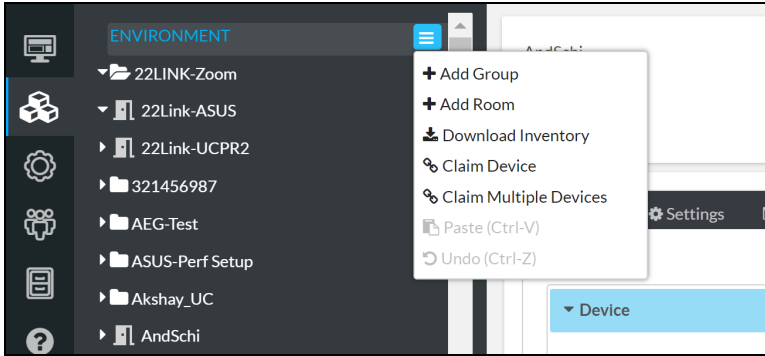 ENVIRONMENT
22LINK-Zoom
22Link-ASUS
22Link-UCPR2
321456987
AEG-Test
ASUS-Perf Setup
Akshay_UC
AndSchi
Add Group
Add Room
Download Inventory
Claim Device
Claim Multiple Devices
Paste (Ctrl-V)
Undo (Ctrl-Z)
AndSchi
Settings
Device